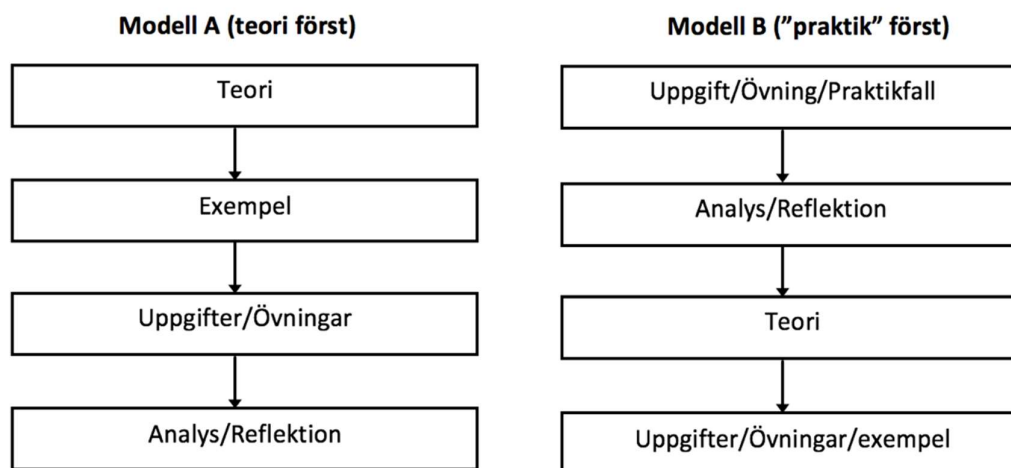 Modell A (teori först)
Teori
Exempel
Uppgifter/Övningar
Analys/Reflektion
Modell B (”praktik” först)
Uppgift/Övning/Praktikfall
Analys/Reflektion
Teori
Uppgifter/Övningar/exempel